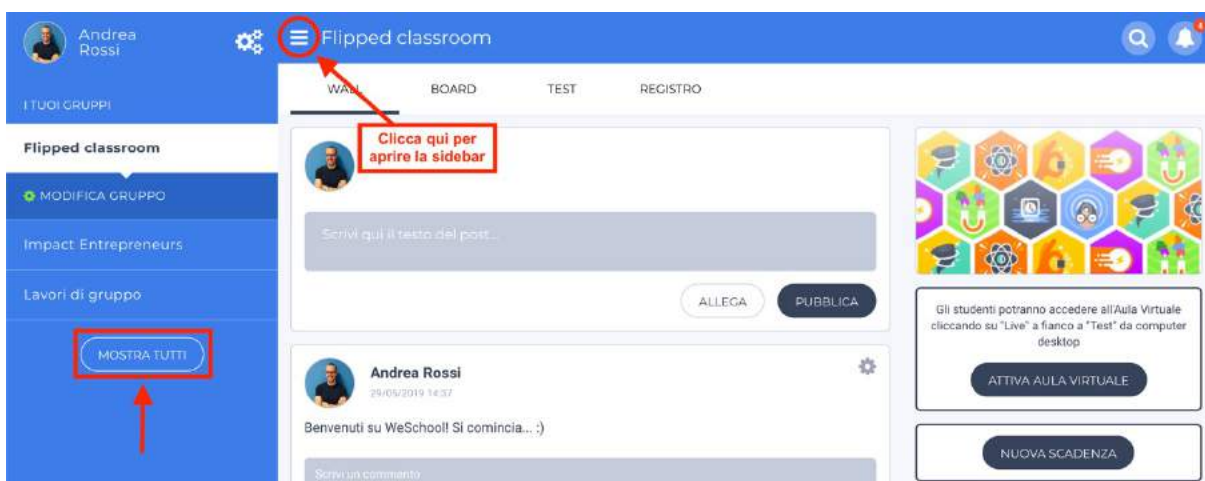 Andrea
Rossi
I TUOI GRUPPI
Flipped classroom
MODIFICA GRUPPO
Impact Entrepreneurs
Lavori di gruppo
MOSTRA TUTTI
Flipped classroom
4
WALL
BOARD
TEST
REGISTRO
Clicca qui per
aprire la sidebar
Scrivi qui il testo del post...
ALLEGA
PUBBLICA
Andrea Rossi
29/05/2019 14:37
Benvenuti su WeSchool! Si comincia... :)
Scrivi un commento
Gli studenti potranno accedere all'Aula Virtuale
cliccando su "Live" a fianco a "Test" da computer
desktop
ATTIVA AULA VIRTUALE
NUOVA SCADENZA